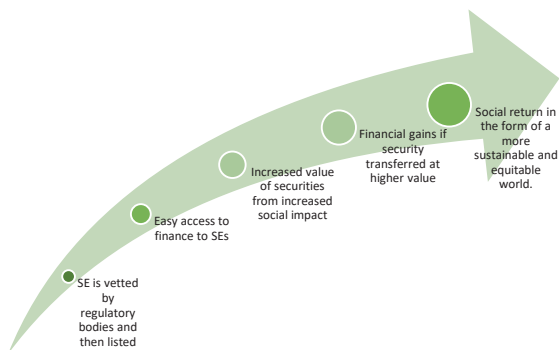 SE is vetted
by
regulatory
bodies and
then listed
Easy access to
finance to SEs
Increased value
of securities
from increased
social impact
Financial gains if
security
transferred at
higher value
Social return in
the form of a
more
sustainable and
equitable
world.